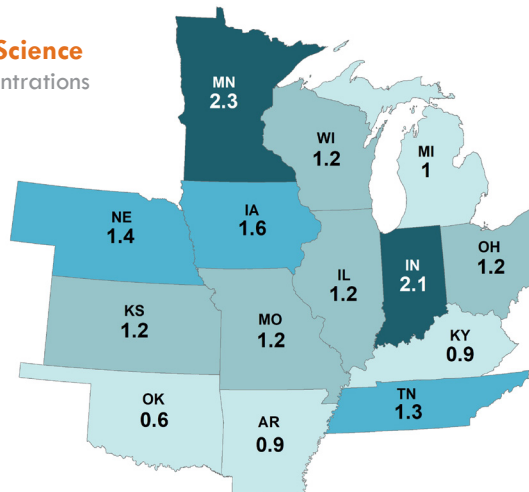 Science
ntrations
MN
2.3
WI
1.2
MI
1
NE
1.4
IA
1.6
IL
1.2
IN
2.1
OH
1.2
KS
1.2
MO
1.2
KY
0.9
OK
0.6
AR
0.9
TN
1.3